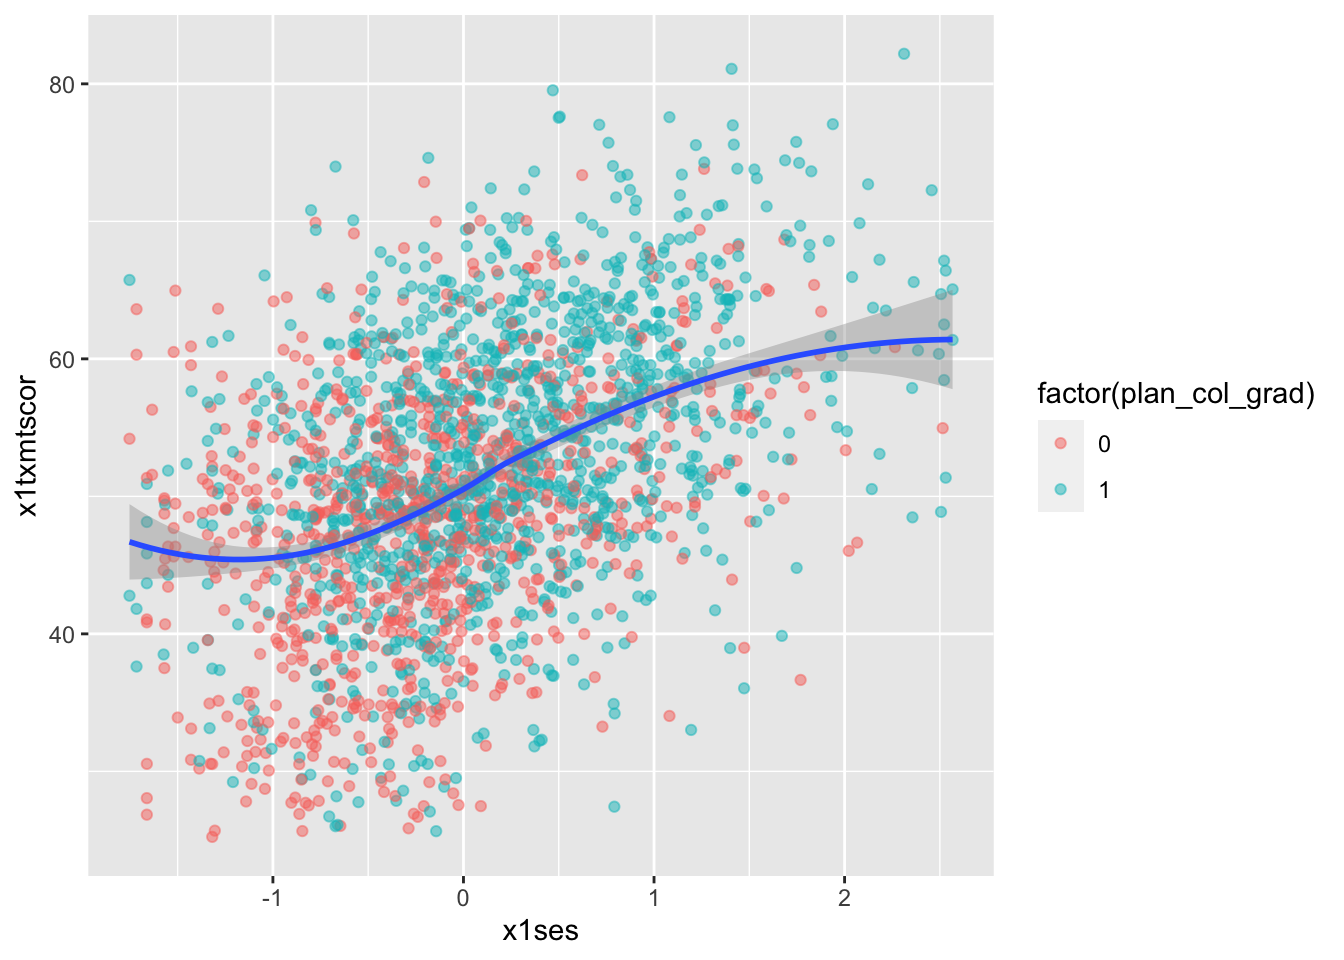 80
60
40
x1txmtscor
-1 0 1 2
x1ses
factor(plan_col_grad)
0
1